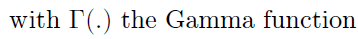 with Γ(.) the Gamma function